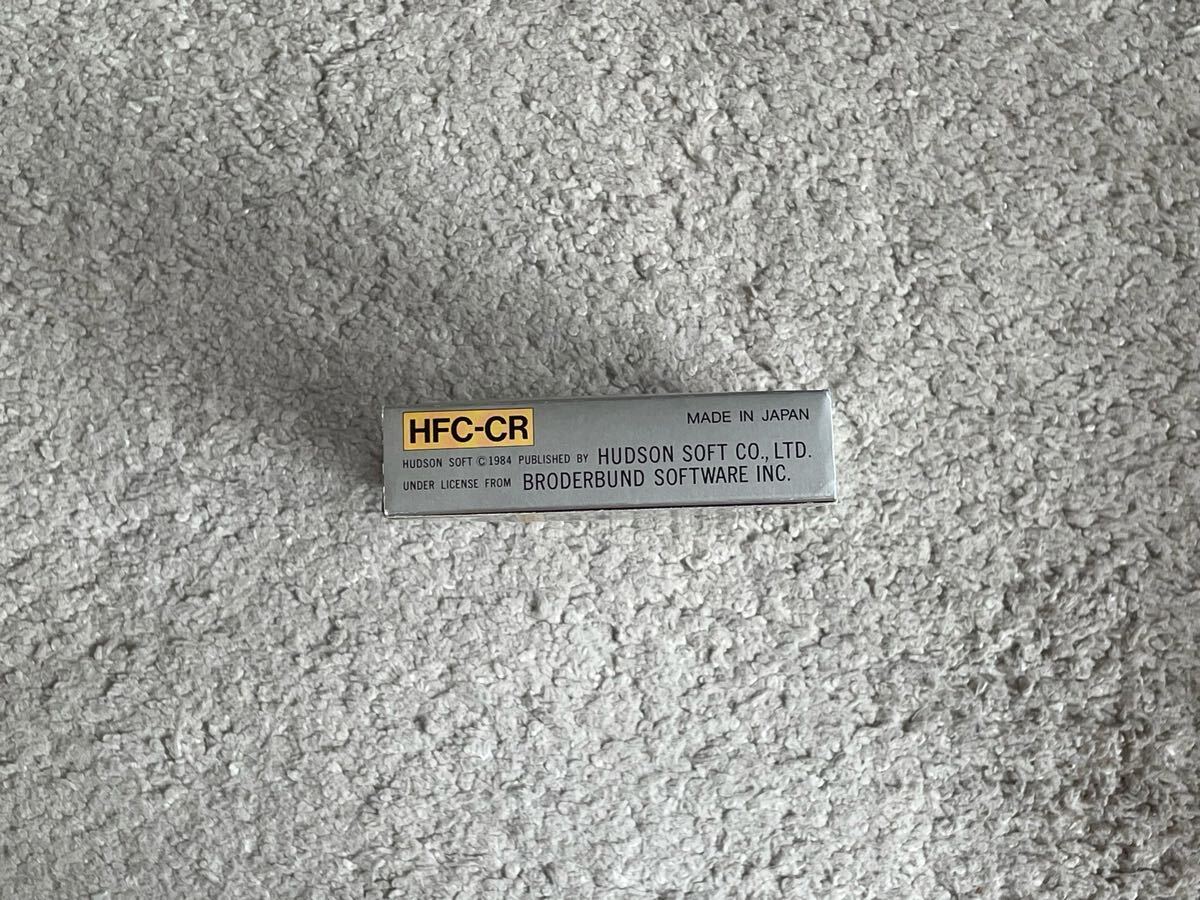 HFC-CR
MADE IN JAPAN
HUDSON SOFT © 1984 PUBLISHED BY HUDSON SOFT CO., LTD.
UNDER LICENSE FROM BRODERBUND SOFTWARE INC.